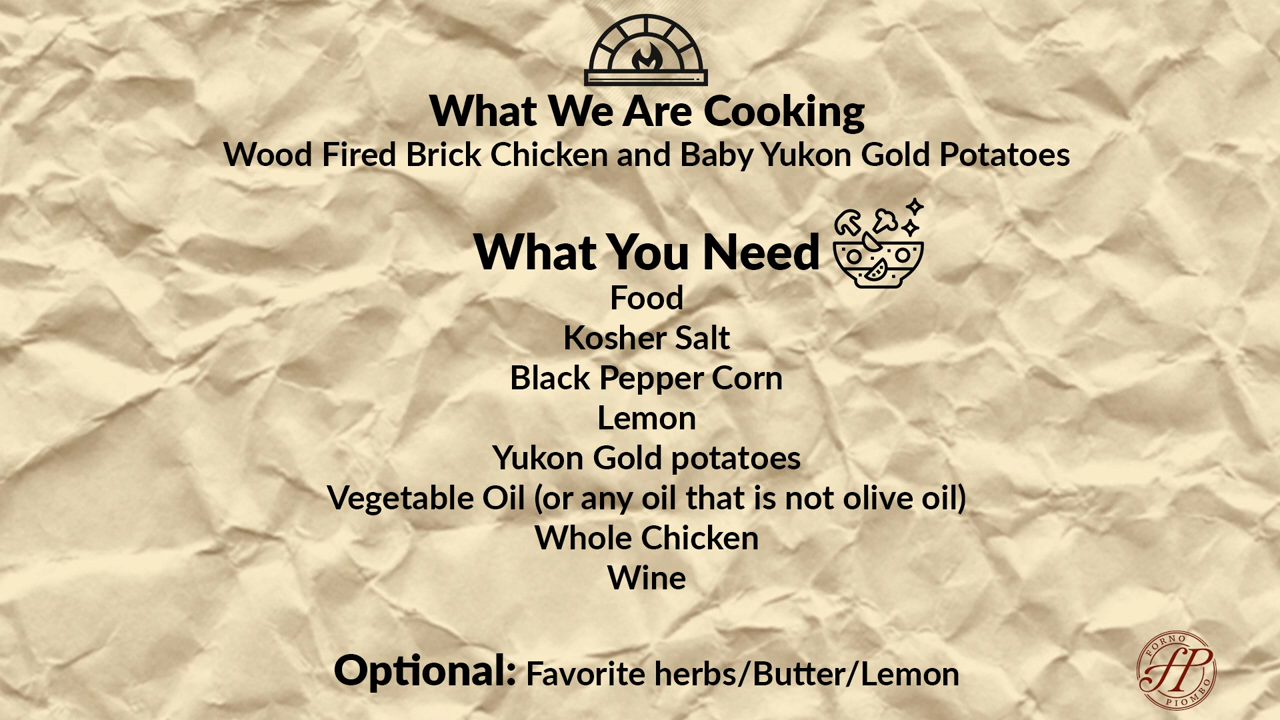 What We Are Cooking
Wood Fired Brick Chicken and Baby Yukon Gold Potatoes
What You Need
Food
Kosher Salt
Black Pepper Corn
Lemon
Yukon Gold potatoes
Vegetable Oil (or any oil that is not olive oil)
Whole Chicken
Wine
Optional: Favorite herbs/Butter/Lemon
FORNO
fP
PIOMBO